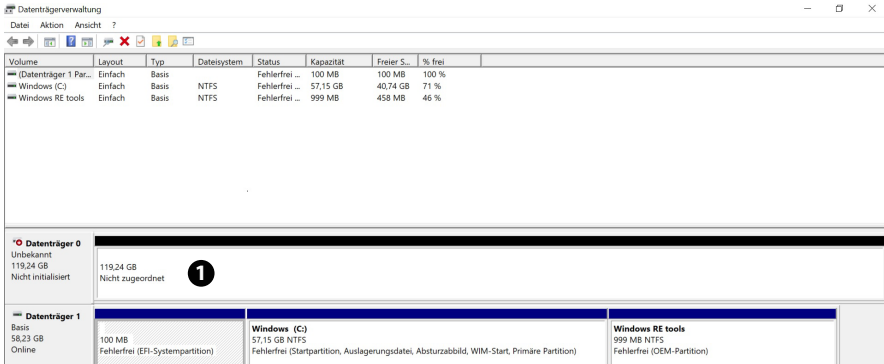 Datenträgerverwaltung
Datei Aktion Ansicht ?
Volume Layout Typ Dateisystem Status Kapazität Freier S... % frei
(Datenträger 1 Par... Einfach Basis Fehlerfrei ... 100 MB 100 MB 100 %
Windows (C:) Einfach Basis NTFS Fehlerfrei ... 57,15 GB 40,74 GB 71 %
Windows RE tools Einfach Basis NTFS Fehlerfrei ... 999 MB 458 MB 46 %
Datenträger 0
Unbekannt
119,24 GB
Nicht initialisiert
119,24 GB
Nicht zugeordnet
1
Datenträger 1
Basis
58,23 GB
Online
100 MB
Fehlerfrei (EFI-Systempartition)
Windows (C:)
57,15 GB NTFS
Fehlerfrei (Startpartition, Auslagerungsdatei, Absturzabbild, WIM-Start, Primäre Partition)
Windows RE tools
999 MB NTFS
Fehlerfrei (OEM-Partition)